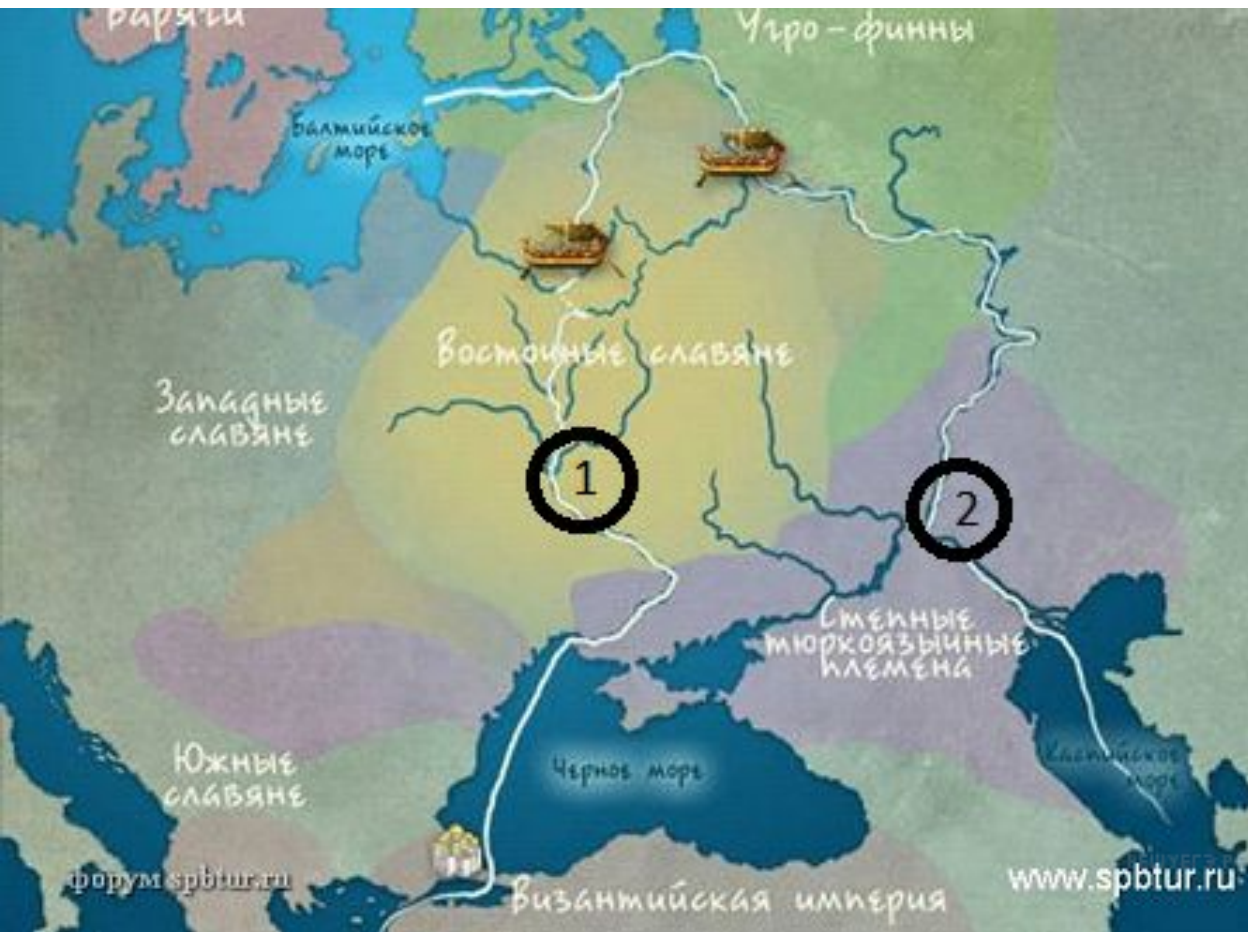 Варяги
Угро-финны
Балтийское
море
Восточные славяне
Западные
славяне
1
2
Степные
тюркоязычные
племена
Южные
славяне
Черное море
Каспийское
море
форум spbtur.ru
www.spbtur.ru
Византийская империя